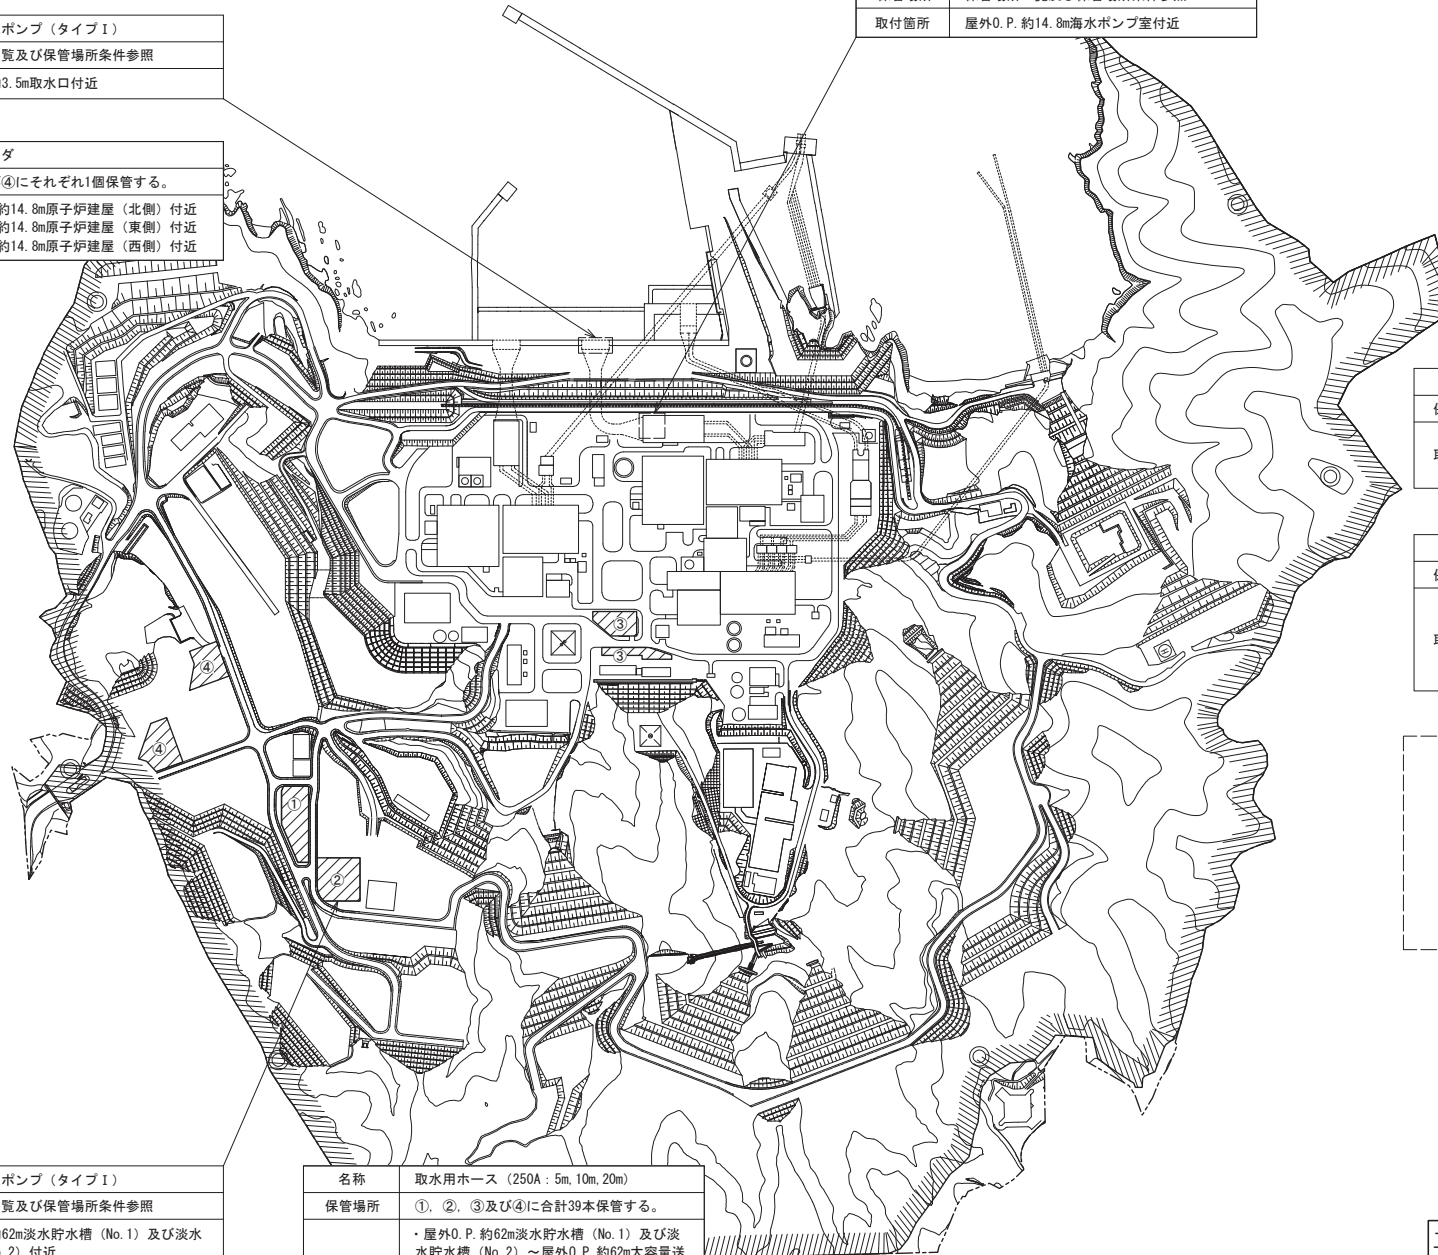 ポンプ（タイプⅠ）
覧及び保管場所条件参照
3.5m取水口付近
ダ
④にそれぞれ1個保管する。
約14.8m原子炉建屋（北側）付近
約14.8m原子炉建屋（東側）付近
約14.8m原子炉建屋（西側）付近
取付箇所 屋外O.P.約14.8m海水ポンプ室付近
③
③
④
④
①
②
ポンプ（タイプⅠ）
覧及び保管場所条件参照
62m淡水貯水槽（No.1）及び淡水
2）付近
名称 取水用ホース（250A：5m,10m,20m）
保管場所 ①，②，③及び④に合計39本保管する。
・屋外O.P.約62m淡水貯水槽（No.1）及び淡
水貯水槽（No.2）～屋外O.P.約62m大容量送